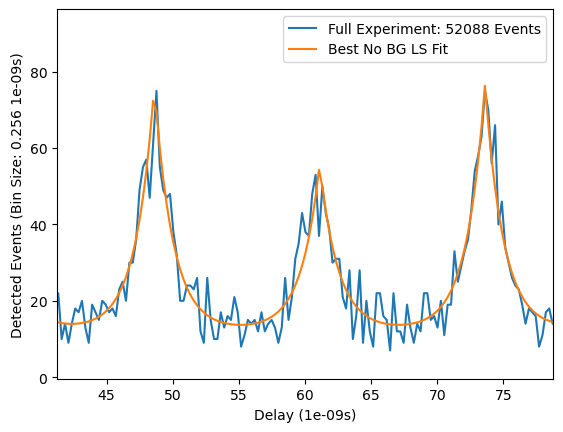 Full Experiment: 52088 Events
Best No BG LS Fit
Detected Events (Bin Size: 0.256 1e-09s)
80
60
40
20
0
45 50 55 60 65 70 75
Delay (1e-09s)